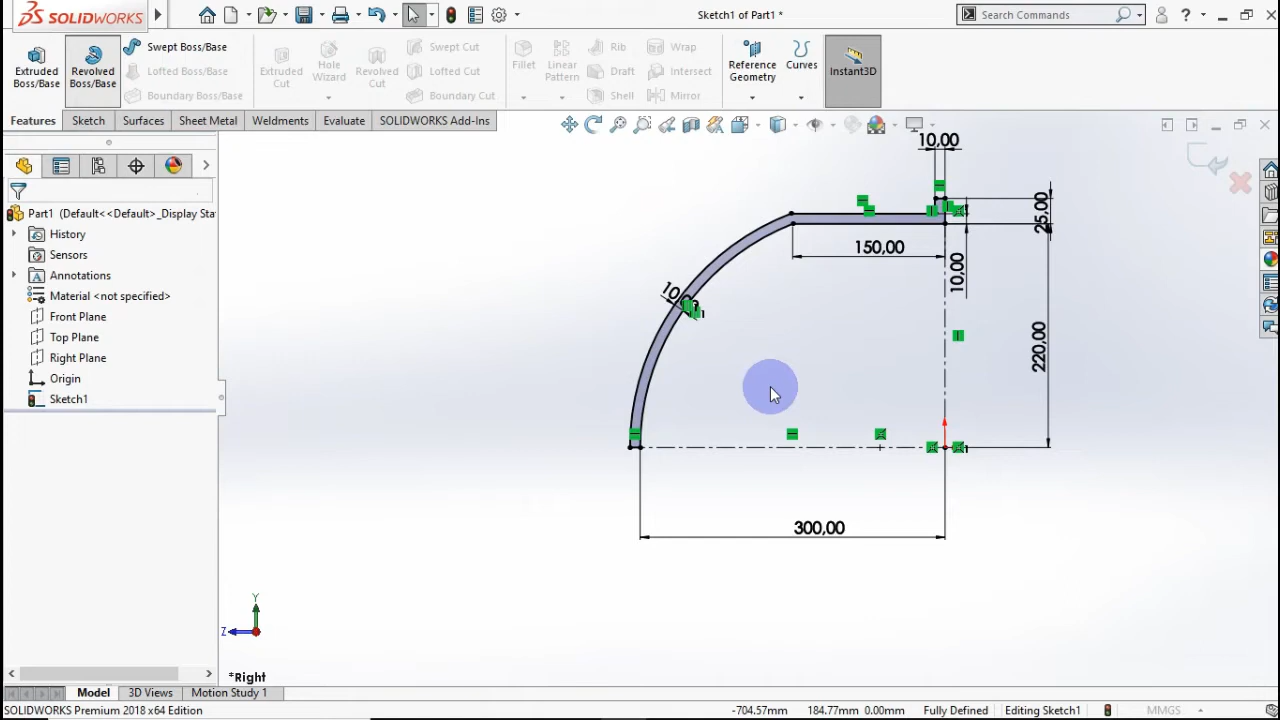 SOLIDWORKS
Sketch1 of Part1 *
Search Commands
?
Extruded Boss/Base
Revolved Boss/Base
Swept Boss/Base
Lofted Boss/Base
Boundary Boss/Base
Extruded Cut
Hole Wizard
Revolved Cut
Swept Cut
Lofted Cut
Boundary Cut
Fillet
Linear Pattern
Rib
Draft
Shell
Wrap
Intersect
Mirror
Reference Geometry
Curves
Instant3D
Features
Sketch
Surfaces
Sheet Metal
Weldments
Evaluate
SOLIDWORKS Add-Ins
Part1 (Default<<Default>_Display Sta
History
Sensors
Annotations
Material <not specified>
Front Plane
Top Plane
Right Plane
Origin
Sketch1
10,00
25,00
150,00
10,00
220,00
300,00
Y
Z
*Right
Model
3D Views
Motion Study 1
SOLIDWORKS Premium 2018 x64 Edition
-704.57mm
184.77mm 0.00mm
Fully Defined
Editing Sketch1
MMGS